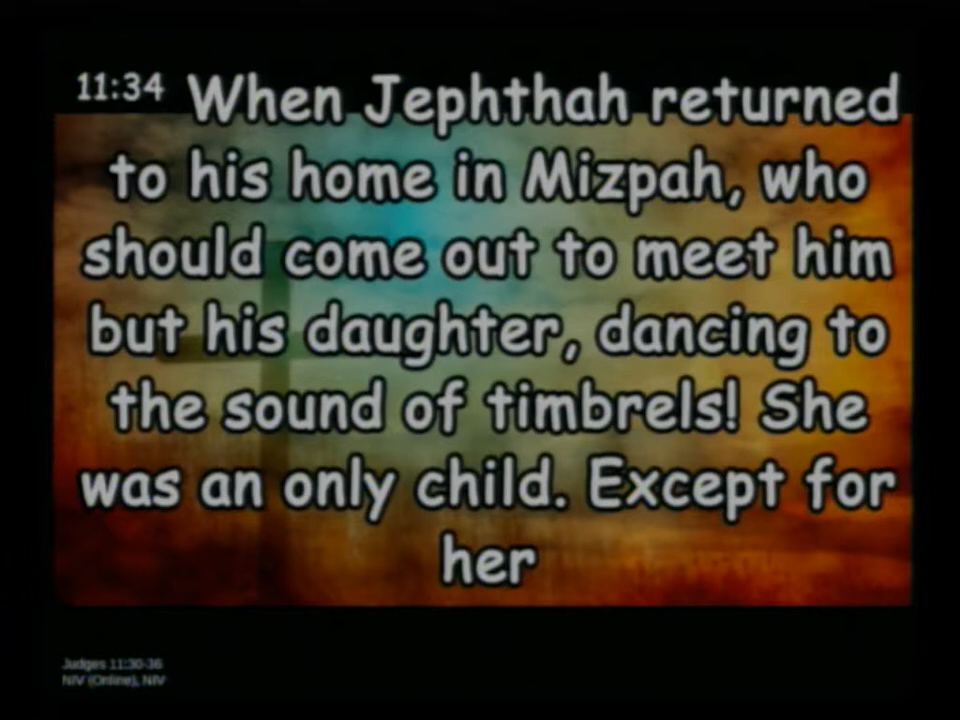 11:34 When Jephthah returned
to his home in Mizpah, who
should come out to meet him
but his daughter, dancing to
the sound of timbrels! She
was an only child. Except for
her
Judges 11:30-36
NIV (Online), NIV